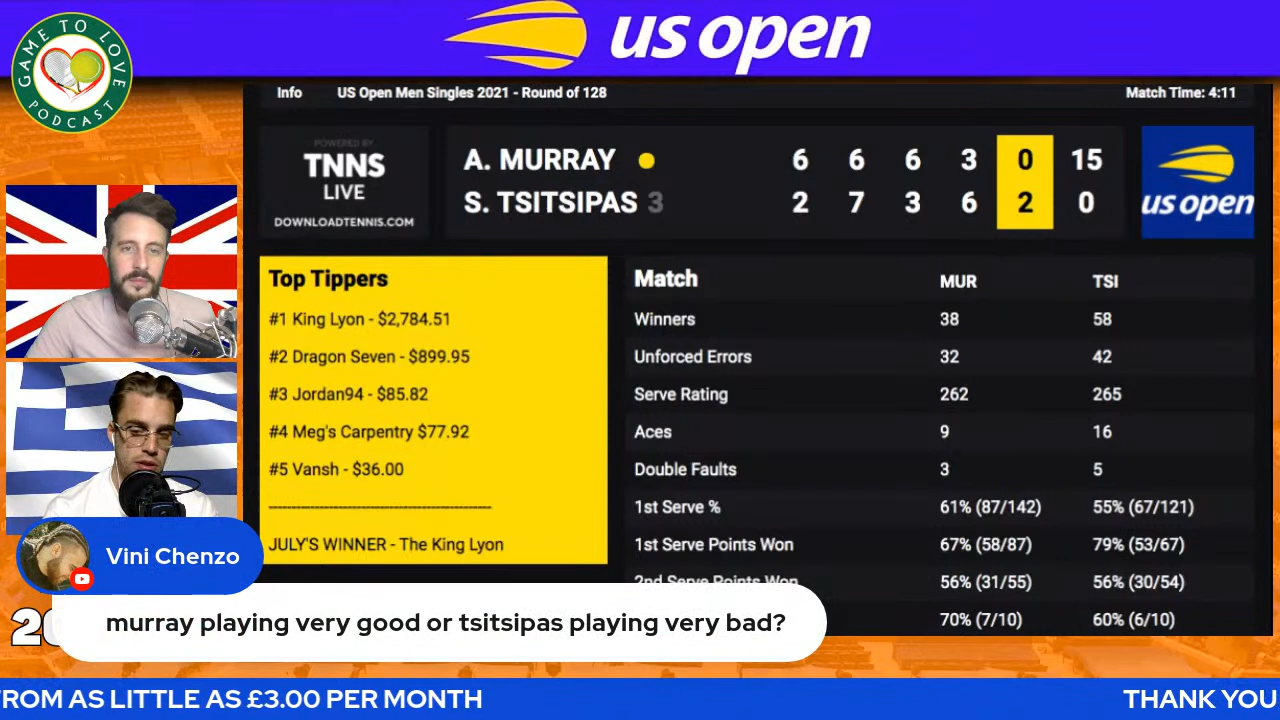 GAME TO LOVE
PODCAST
us open
Info US Open Men Singles 2021 - Round of 128 Match Time: 4:11
POWERED BY
TNNS
LIVE
DOWNLOADTENNIS.COM
A. MURRAY 6 6 6 3 0 15
S. TSITSIPAS 3 2 7 3 6 2 0
us open
Top Tippers
#1 King Lyon - $2,784.51
#2 Dragon Seven - $899.95
#3 Jordan94 - $85.82
#4 Meg's Carpentry $77.92
#5 Vansh - $36.00
JULY'S WINNER - The King Lyon
Match MUR TSI
Winners 38 58
Unforced Errors 32 42
Serve Rating 262 265
Aces 9 16
Double Faults 3 5
1st Serve % 61% (87/142) 55% (67/121)
1st Serve Points Won 67% (58/87) 79% (53/67)
2nd Serve Points Won 56% (31/55) 56% (30/54)
70% (7/10) 60% (6/10)
Vini Chenzo
murray playing very good or tsitsipas playing very bad?
FROM AS LITTLE AS £3.00 PER MONTH THANK YOU